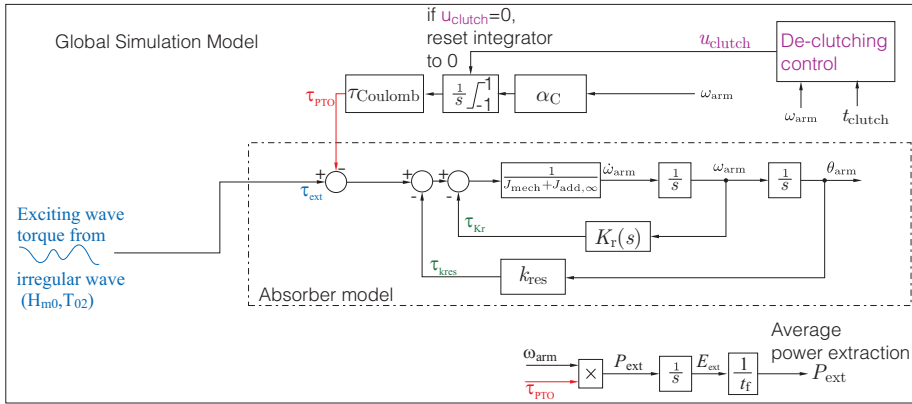 Global Simulation Model
if u_clutch=0,
reset integrator
to 0
u_clutch
De-clutching
control
τ_PTO
τ_Coulomb
1/s ∫ 1 -1
α_C
ω_arm
ω_arm
t_clutch
+
-
τ_ext
+
-
+
-
1/(J_mech+J_add,∞)
ω̇_arm
1/s
ω_arm
1/s
θ_arm
τ_Kr
K_r(s)
τ_kres
k_res
Exciting wave
torque from
irregular wave
(H_m0,T_02)
Absorber model
Average
power extraction
ω_arm
τ_PTO
×
P_ext
1/s
E_ext
1/t_f
P_ext